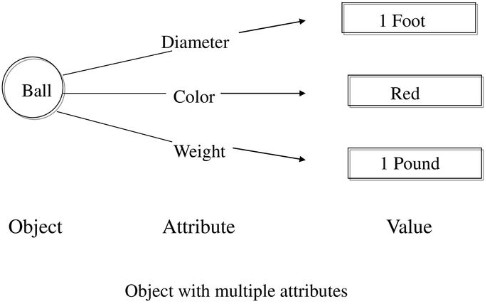 Diameter
1 Foot
Ball
Color
Red
Weight
1 Pound
Object
Attribute
Value
Object with multiple attributes